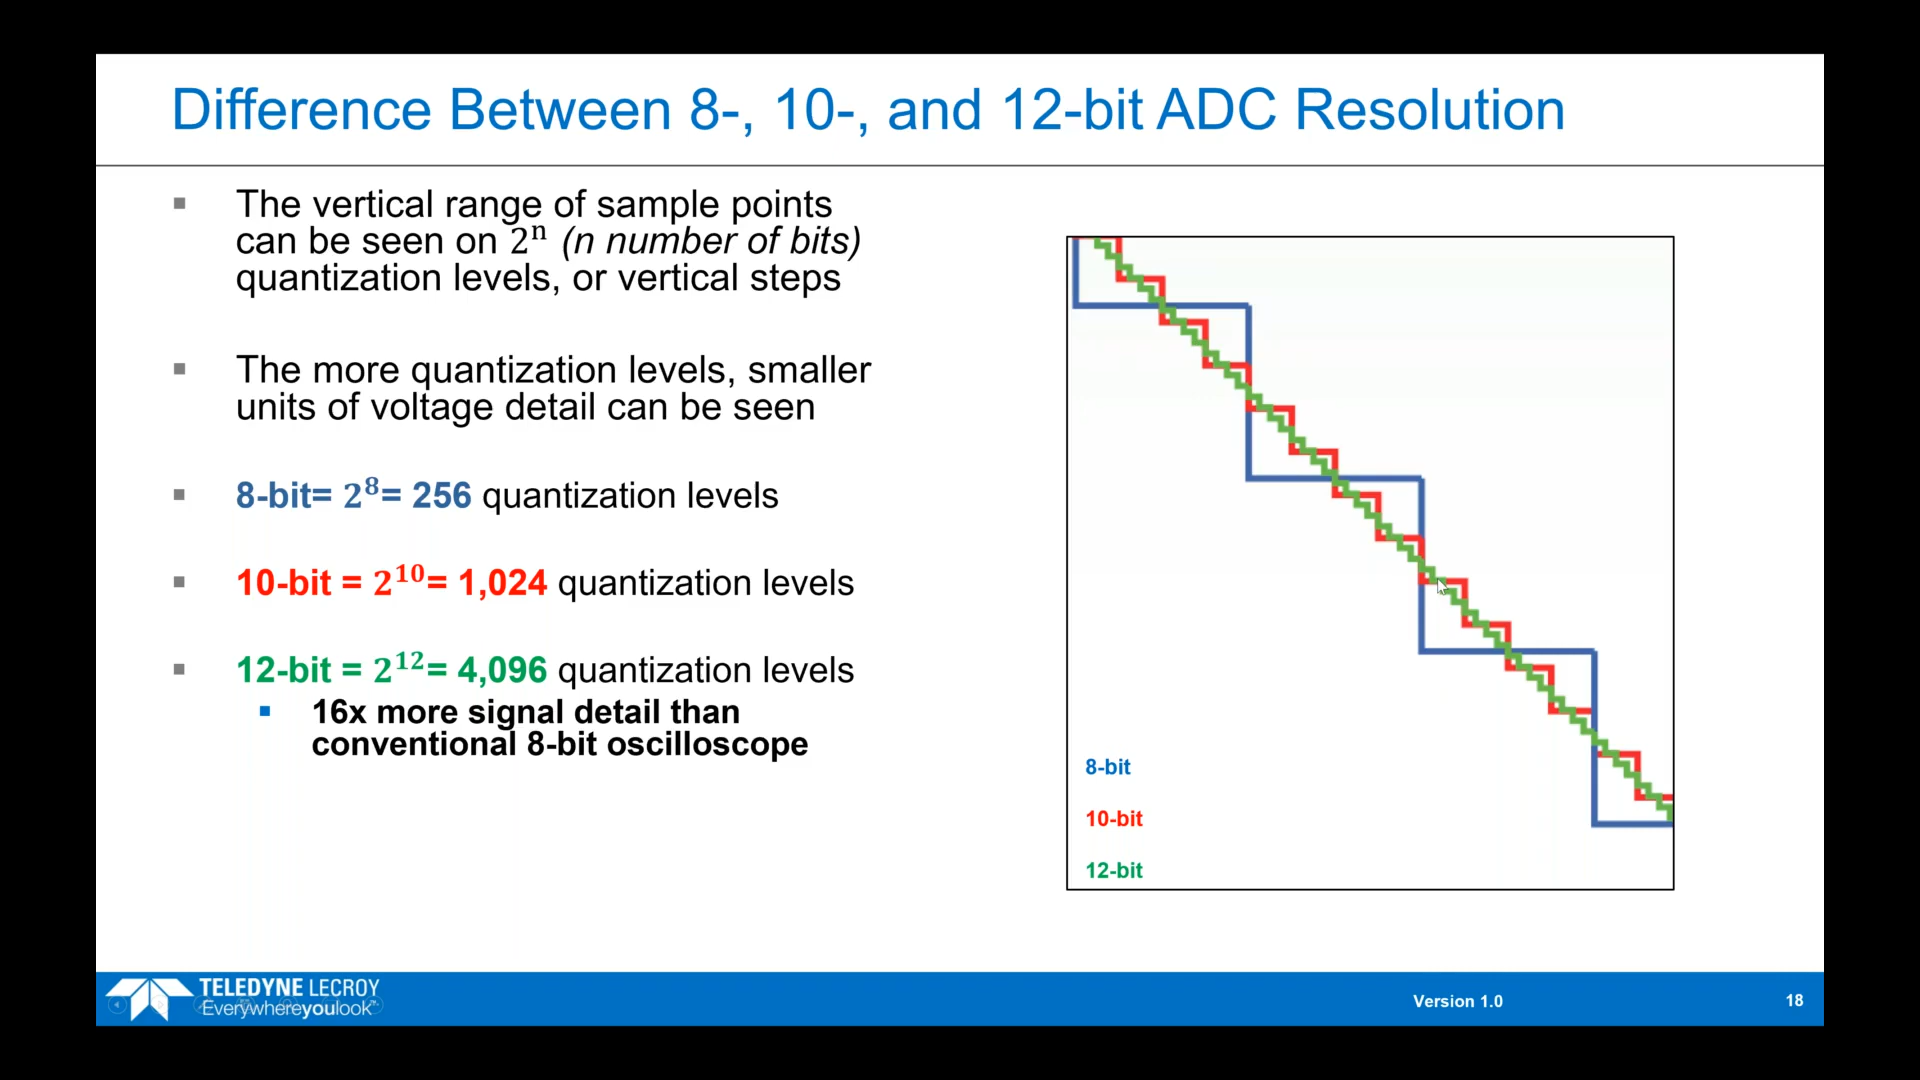 Difference Between 8-, 10-, and 12-bit ADC Resolution
The vertical range of sample points
can be seen on 2ⁿ (n number of bits)
quantization levels, or vertical steps
The more quantization levels, smaller
units of voltage detail can be seen
8-bit= 2⁸= 256 quantization levels
10-bit = 2¹⁰= 1,024 quantization levels
12-bit = 2¹²= 4,096 quantization levels
16x more signal detail than
conventional 8-bit oscilloscope
8-bit
10-bit
12-bit
TELEDYNE LECROY
Everywhereyoulook™
Version 1.0
18